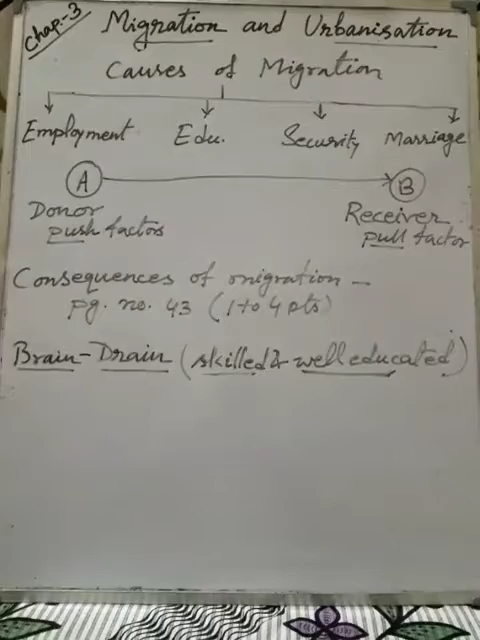 Chap-3
Migration and Urbanisation
Causes of Migration
Employment Edu. Security Marriage
A B
Donor Receiver
push factors pull factor
Consequences of migration -
pg. no. 43 (1 to 4 pts)
Brain-Drain (skilled & well educated)